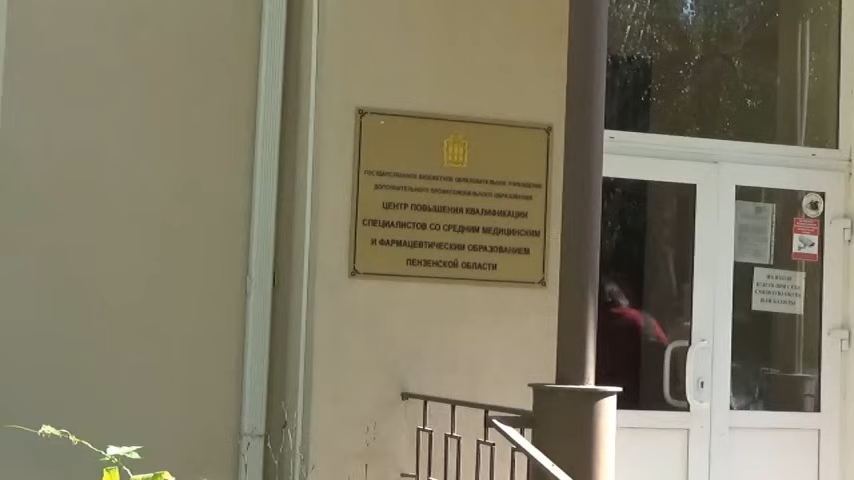 ГОСУДАРСТВЕННОЕ БЮДЖЕТНОЕ ОБРАЗОВАТЕЛЬНОЕ УЧРЕЖДЕНИЕ
ДОПОЛНИТЕЛЬНОГО ПРОФЕССИОНАЛЬНОГО ОБРАЗОВАНИЯ
ЦЕНТР ПОВЫШЕНИЯ КВАЛИФИКАЦИИ
СПЕЦИАЛИСТОВ СО СРЕДНИМ МЕДИЦИНСКИМ
И ФАРМАЦЕВТИЧЕСКИМ ОБРАЗОВАНИЕМ
ПЕНЗЕНСКОЙ ОБЛАСТИ